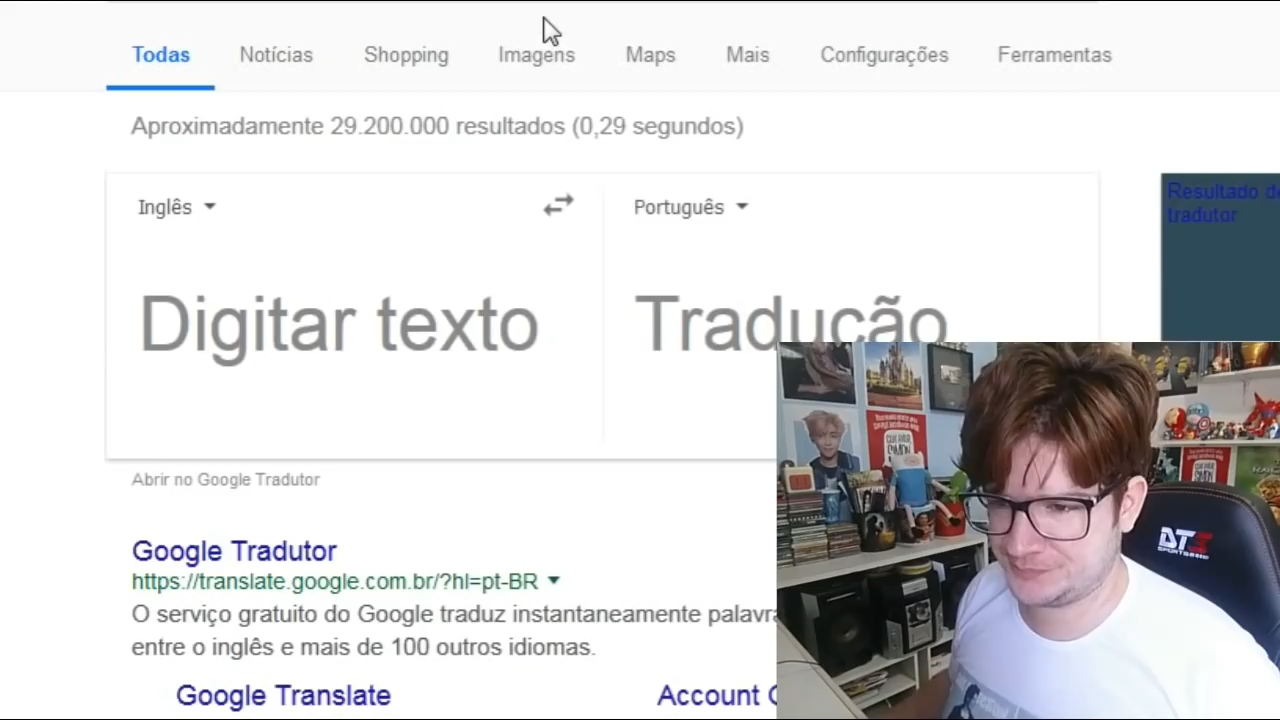 Todas Notícias Shopping Imagens Maps Mais Configurações Ferramentas
Aproximadamente 29.200.000 resultados (0,29 segundos)
Inglês Português
Resultado d
tradutor
Digitar texto Tradução
Abrir no Google Tradutor
Google Tradutor
https://translate.google.com.br/?hl=pt-BR
O serviço gratuito do Google traduz instantaneamente palavra
entre o inglês e mais de 100 outros idiomas.
Google Translate Account
DT3
SPORTS